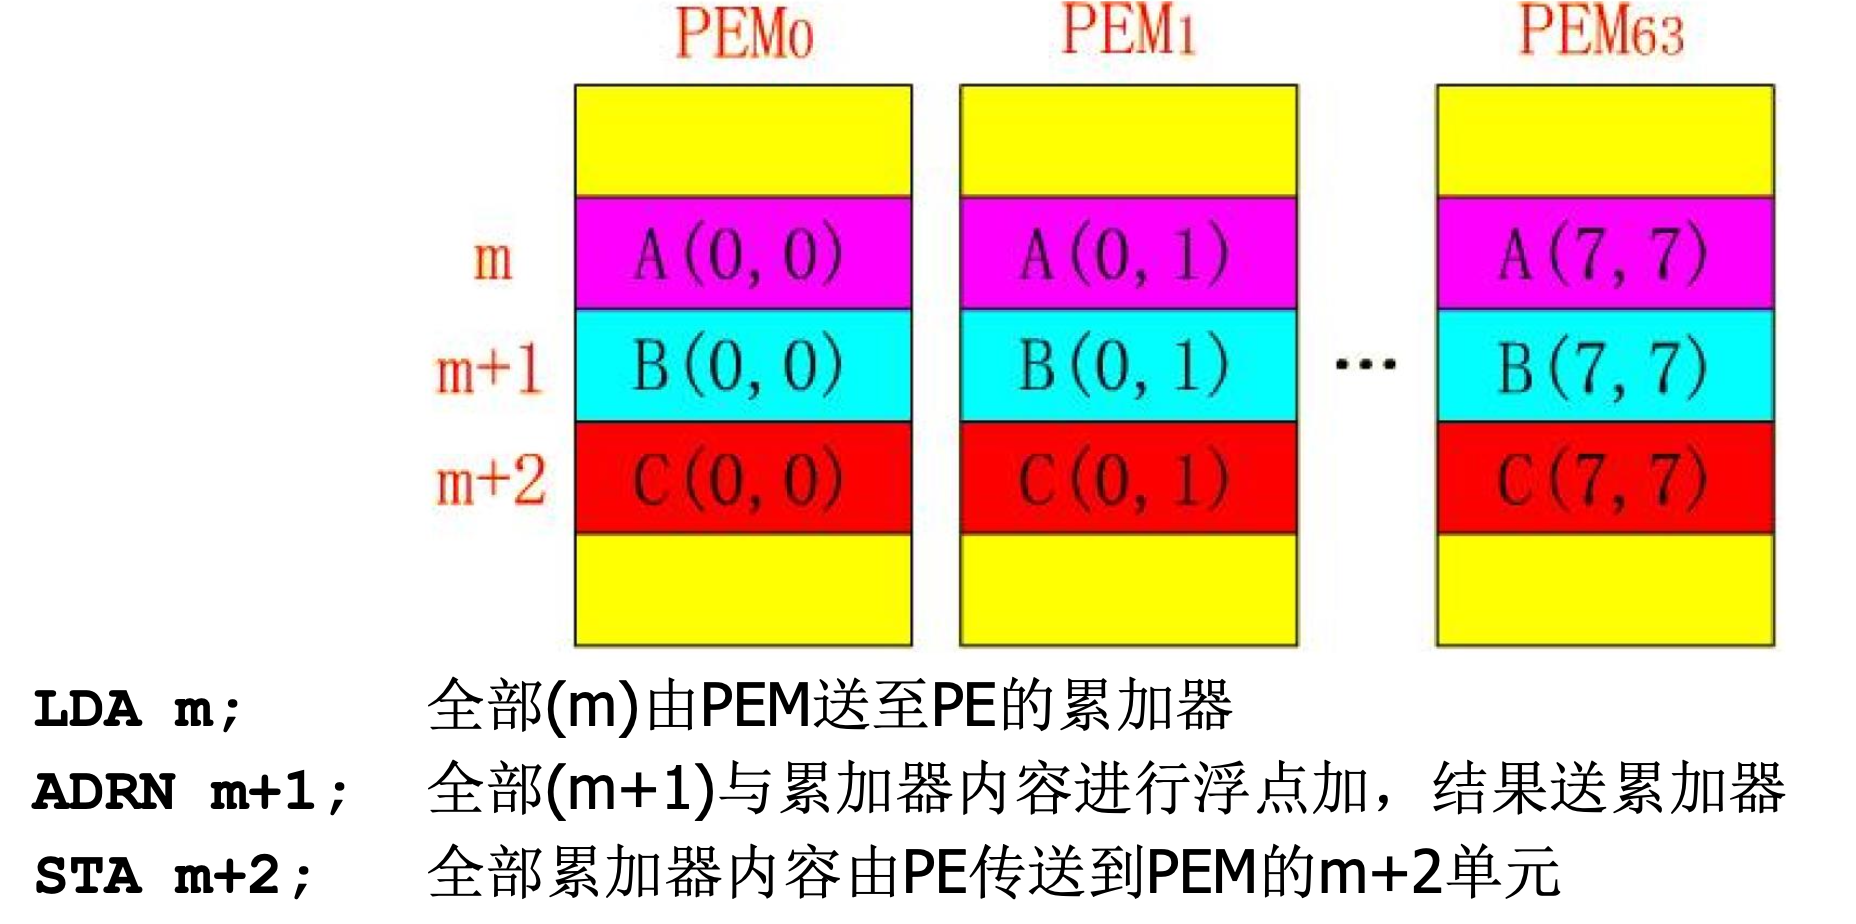 PEM0 PEM1 PEM63
m A(0,0) A(0,1) A(7,7)
m+1 B(0,0) B(0,1) ··· B(7,7)
m+2 C(0,0) C(0,1) C(7,7)
LDA m; 全部(m)由PEM送至PE的累加器
ADRN m+1; 全部(m+1)与累加器内容进行浮点加，结果送累加器
STA m+2; 全部累加器内容由PE传送到PEM的m+2单元